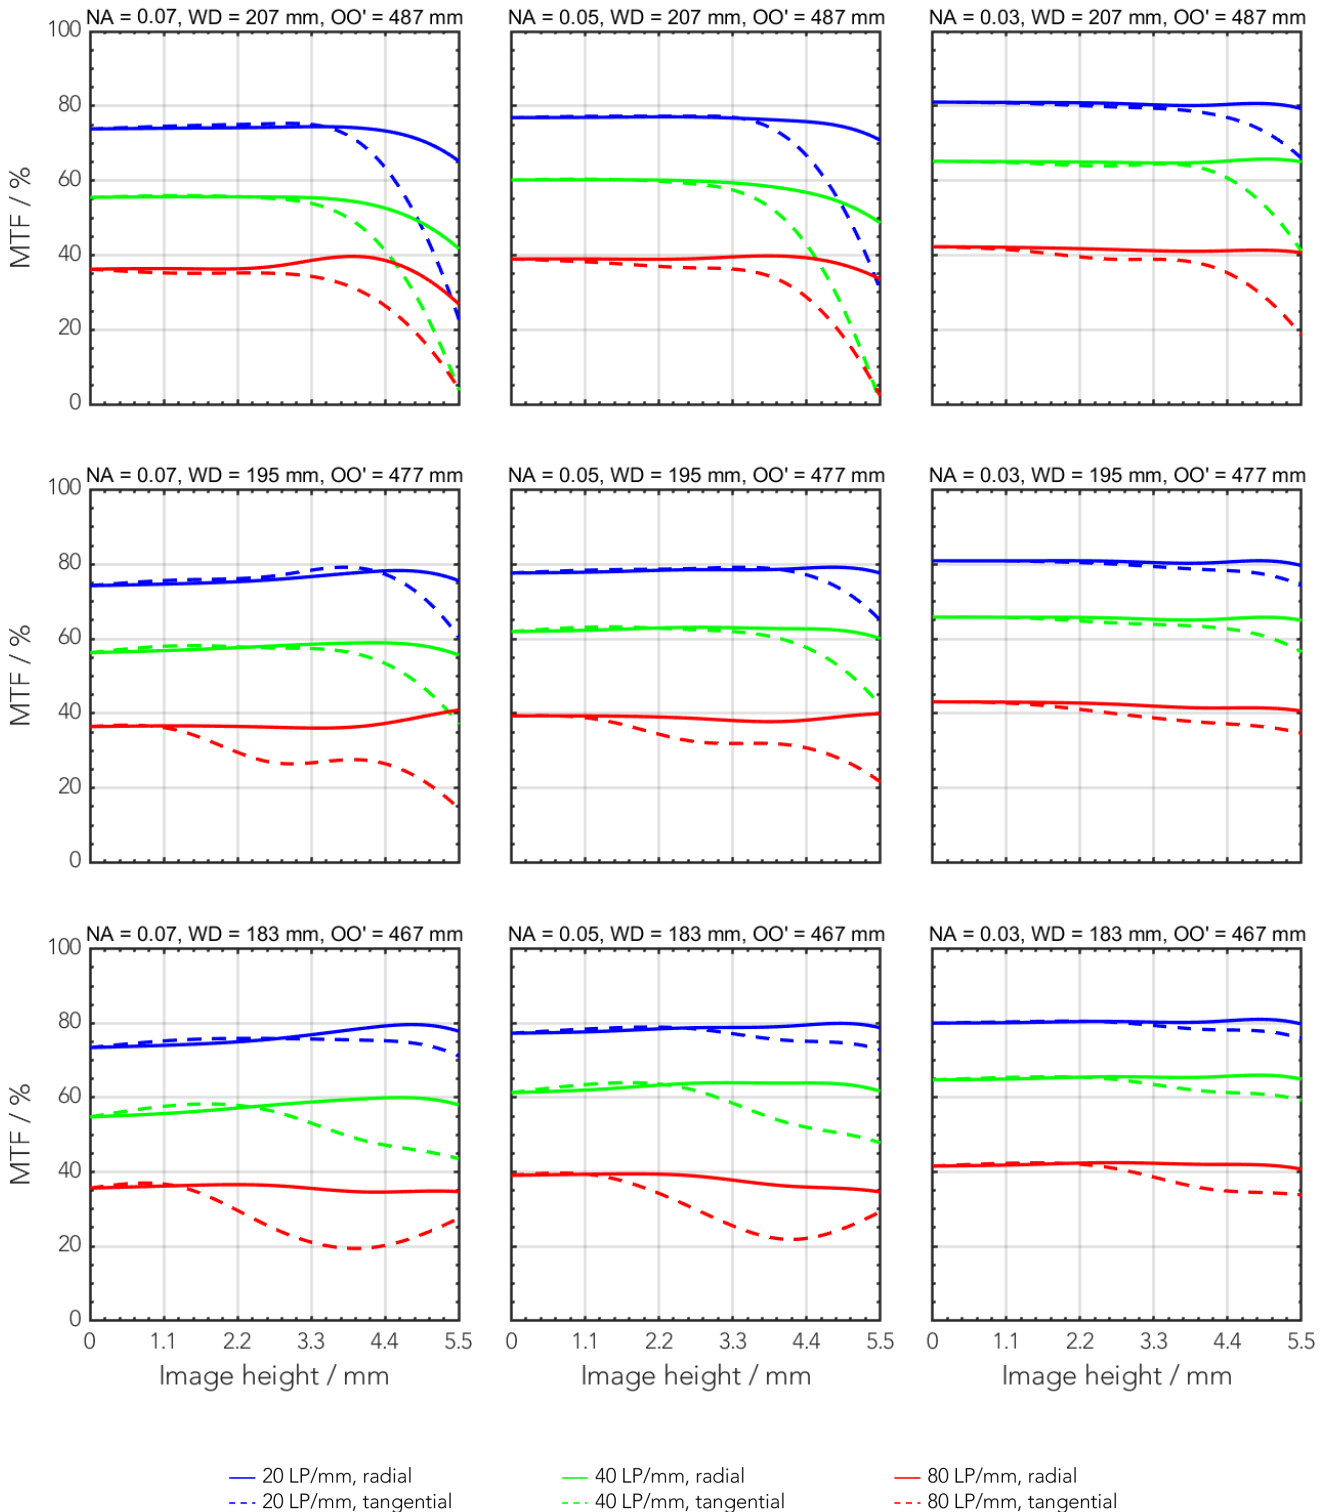 NA = 0.07, WD = 207 mm, OO' = 487 mm
NA = 0.05, WD = 207 mm, OO' = 487 mm
NA = 0.03, WD = 207 mm, OO' = 487 mm
100
80
60
40
20
0
MTF / %
NA = 0.07, WD = 195 mm, OO' = 477 mm
NA = 0.05, WD = 195 mm, OO' = 477 mm
NA = 0.03, WD = 195 mm, OO' = 477 mm
100
80
60
40
20
0
MTF / %
NA = 0.07, WD = 183 mm, OO' = 467 mm
NA = 0.05, WD = 183 mm, OO' = 467 mm
NA = 0.03, WD = 183 mm, OO' = 467 mm
100
80
60
40
20
0
MTF / %
0 1.1 2.2 3.3 4.4 5.5
0 1.1 2.2 3.3 4.4 5.5
0 1.1 2.2 3.3 4.4 5.5
Image height / mm
Image height / mm
Image height / mm
20 LP/mm, radial
40 LP/mm, radial
80 LP/mm, radial
20 LP/mm, tangential
40 LP/mm, tangential
80 LP/mm, tangential